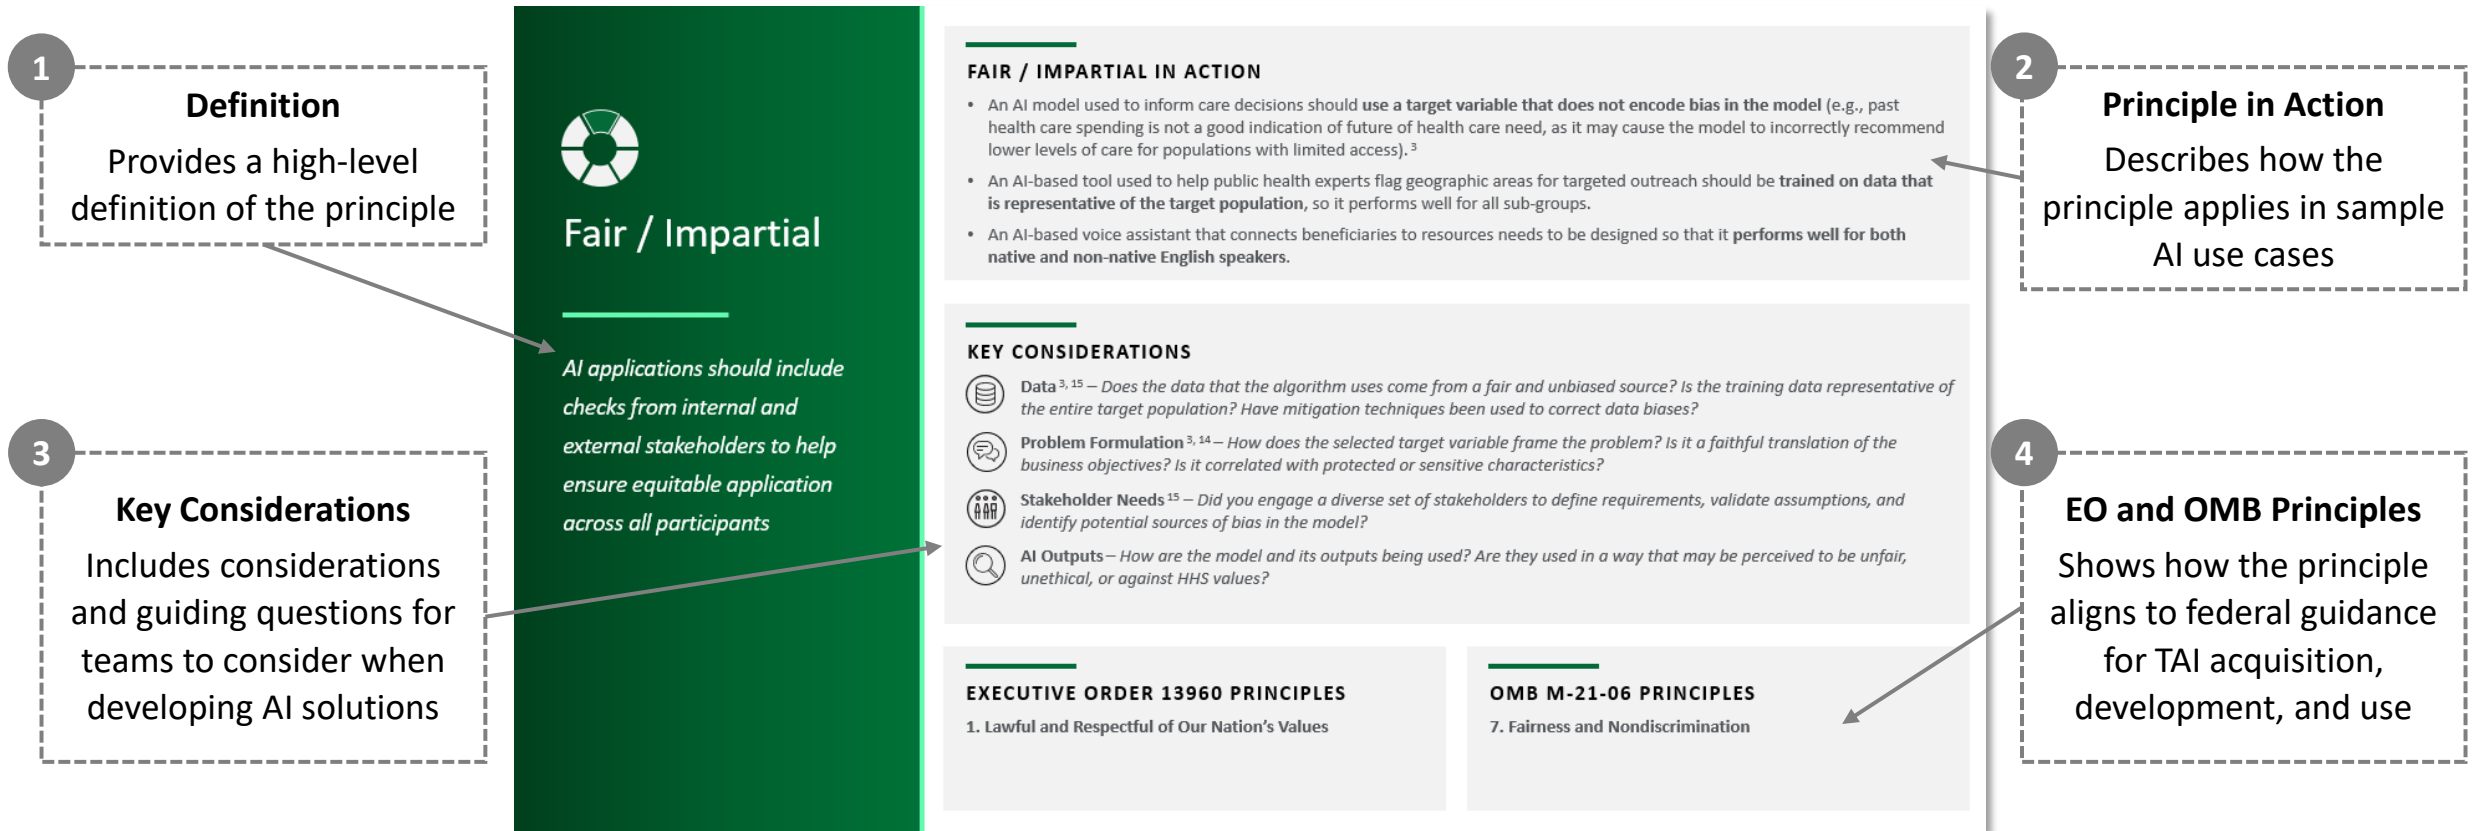 1
Definition
Provides a high-level
definition of the principle
3
Key Considerations
Includes considerations
and guiding questions for
teams to consider when
developing AI solutions
Fair / Impartial
AI applications should include
checks from internal and
external stakeholders to help
ensure equitable application
across all participants
FAIR / IMPARTIAL IN ACTION
• An AI model used to inform care decisions should use a target variable that does not encode bias in the model (e.g., past
health care spending is not a good indication of future of health care need, as it may cause the model to incorrectly recommend
lower levels of care for populations with limited access). 3
• An AI-based tool used to help public health experts flag geographic areas for targeted outreach should be trained on data that
is representative of the target population, so it performs well for all sub-groups.
• An AI-based voice assistant that connects beneficiaries to resources needs to be designed so that it performs well for both
native and non-native English speakers.
KEY CONSIDERATIONS
Data 3, 15 – Does the data that the algorithm uses come from a fair and unbiased source? Is the training data representative of
the entire target population? Have mitigation techniques been used to correct data biases?
Problem Formulation 3, 14 – How does the selected target variable frame the problem? Is it a faithful translation of the
business objectives? Is it correlated with protected or sensitive characteristics?
Stakeholder Needs 15 – Did you engage a diverse set of stakeholders to define requirements, validate assumptions, and
identify potential sources of bias in the model?
AI Outputs – How are the model and its outputs being used? Are they used in a way that may be perceived to be unfair,
unethical, or against HHS values?
EXECUTIVE ORDER 13960 PRINCIPLES
1. Lawful and Respectful of Our Nation's Values
OMB M-21-06 PRINCIPLES
7. Fairness and Nondiscrimination
2
Principle in Action
Describes how the
principle applies in sample
AI use cases
4
EO and OMB Principles
Shows how the principle
aligns to federal guidance
for TAI acquisition,
development, and use